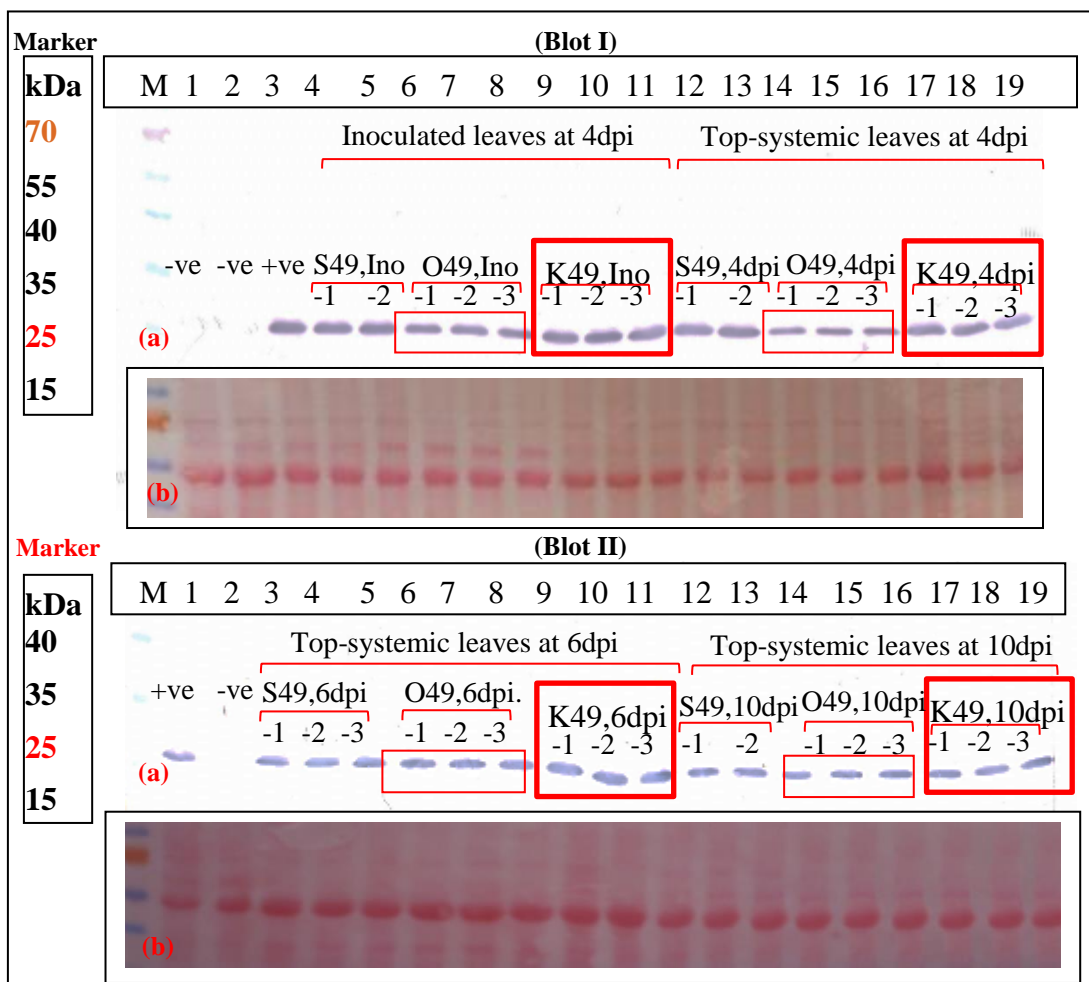 Marker
(Blot I)
kDa
M 1 2 3 4 5 6 7 8 9 10 11 12 13 14 15 16 17 18 19
70
55
40
35
25
15
Inoculated leaves at 4dpi
Top-systemic leaves at 4dpi
-ve -ve +ve S49,Ino O49,Ino K49,Ino S49,4dpi O49,4dpi K49,4dpi
-1 -2 -1 -2 -3 -1 -2 -3 -1 -2 -1 -2 -3 -1 -2 -3
(a)
(b)
Marker
(Blot II)
kDa
M 1 2 3 4 5 6 7 8 9 10 11 12 13 14 15 16 17 18 19
40
35
25
15
Top-systemic leaves at 6dpi
Top-systemic leaves at 10dpi
+ve -ve S49,6dpi O49,6dpi. K49,6dpi S49,10dpi O49,10dpi K49,10dpi
-1 -2 -3 -1 -2 -3 -1 -2 -3 -1 -2 -1 -2 -3 -1 -2 -3
(a)
(b)